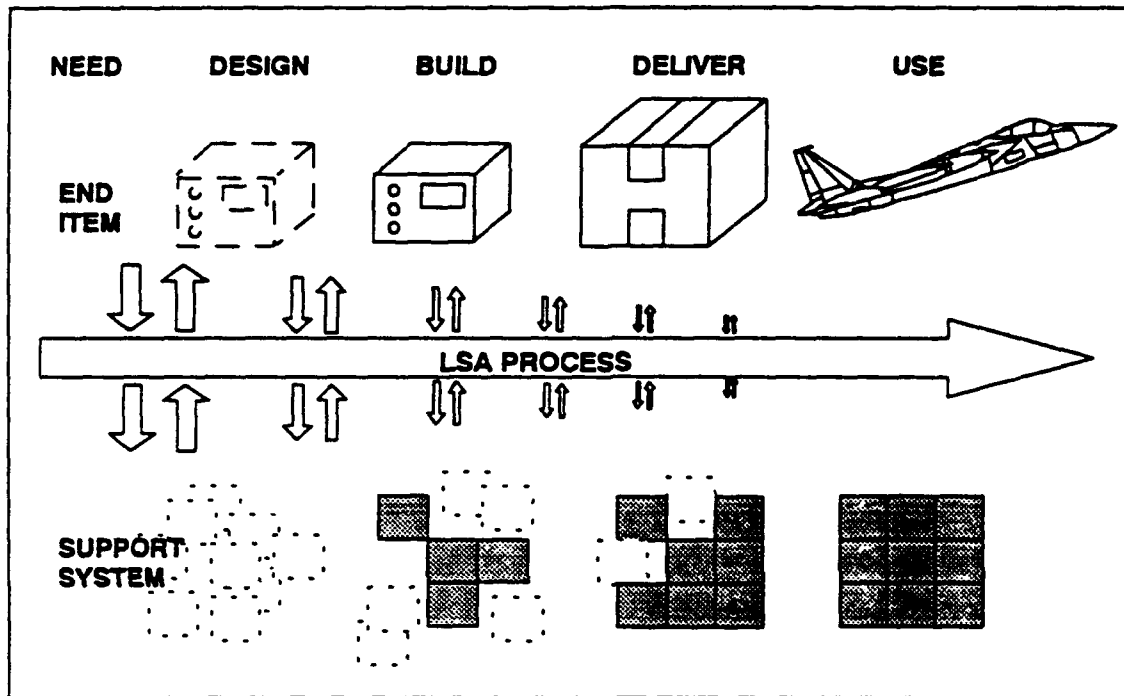 NEED DESIGN BUILD DELIVER USE
END
ITEM
LSA PROCESS
SUPPORT
SYSTEM